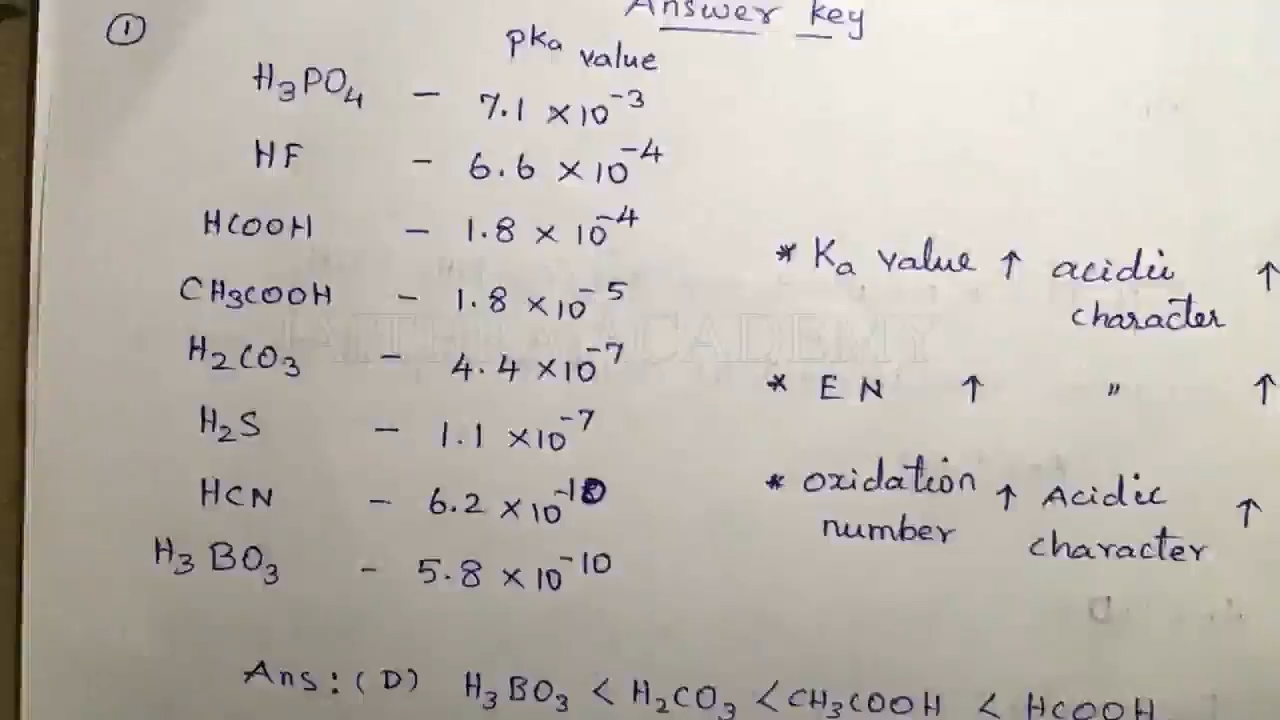 Answer key
①
pKa value
H₃PO₄ – 7.1 × 10⁻³
HF – 6.6 × 10⁻⁴
HCOOH – 1.8 × 10⁻⁴
* Ka value ↑ acidic character ↑
CH₃COOH – 1.8 × 10⁻⁵
H₂CO₃ – 4.4 × 10⁻⁷
* EN ↑ " ↑
H₂S – 1.1 × 10⁻⁷
HCN – 6.2 × 10⁻¹⁰
* oxidation number ↑ Acidic character ↑
H₃BO₃ – 5.8 × 10⁻¹⁰
Ans : (D) H₃BO₃ < H₂CO₃ < CH₃COOH < HCOOH